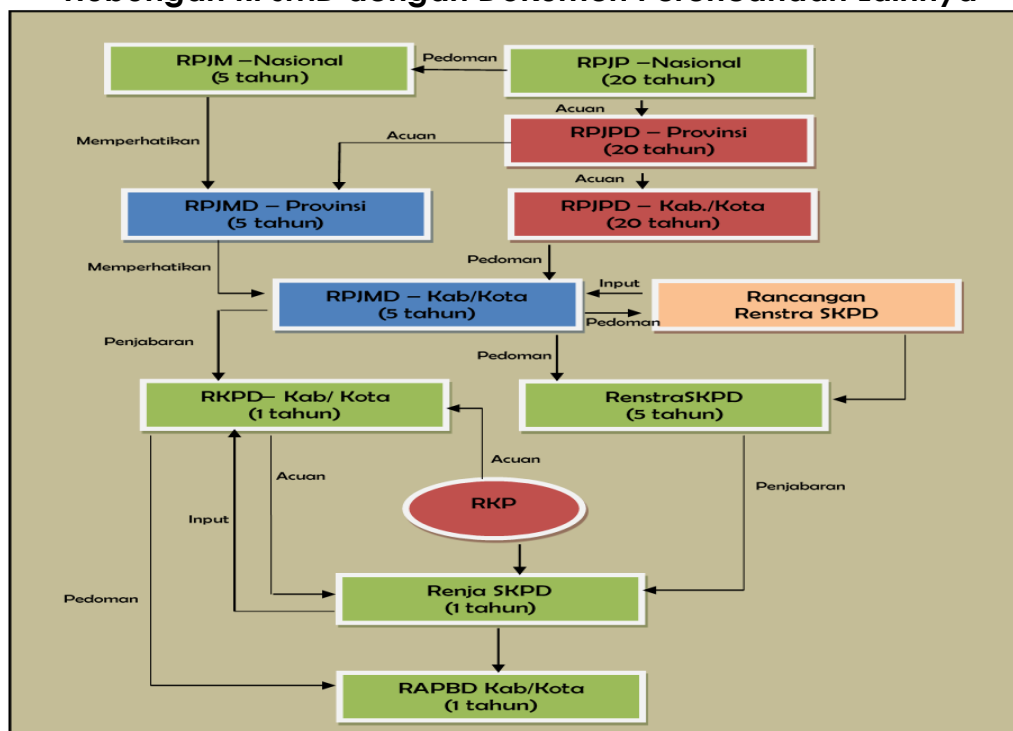 RPJM –Nasional
(5 tahun)
Pedoman
RPJP –Nasional
(20 tahun)
Memperhatikan
Acuan
Acuan
RPJPD – Provinsi
(20 tahun)
Acuan
RPJMD – Provinsi
(5 tahun)
RPJPD – Kab./Kota
(20 tahun)
Memperhatikan
Pedoman
RPJMD – Kab/Kota
(5 tahun)
Input
Pedoman
Rancangan
Renstra SKPD
Penjabaran
Pedoman
RKPD– Kab/ Kota
(1 tahun)
RenstraSKPD
(5 tahun)
Acuan
Acuan
Penjabaran
RKP
Input
Pedoman
Renja SKPD
(1 tahun)
RAPBD Kab/Kota
(1 tahun)